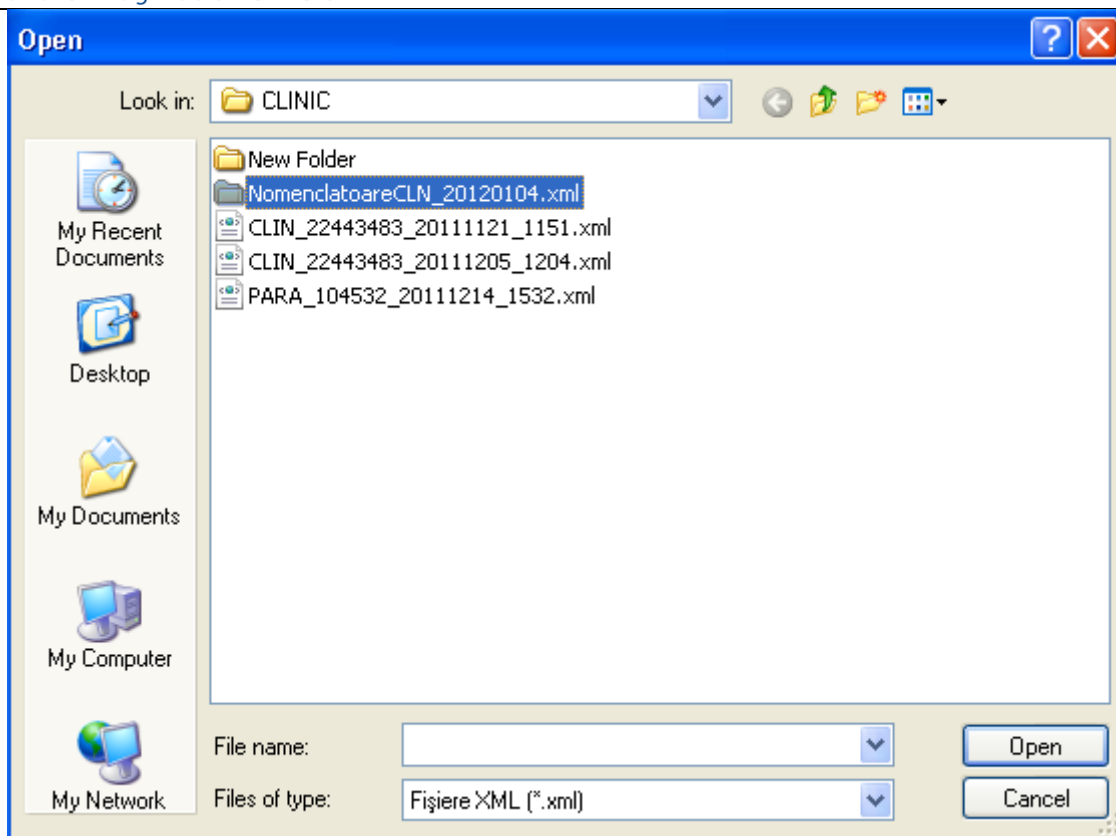 Open
Look in: CLINIC
New Folder
NomenclatoareCLN_20120104.xml
CLIN_22443483_20111121_1151.xml
CLIN_22443483_20111205_1204.xml
PARA_104532_20111214_1532.xml
My Recent
Documents
Desktop
My Documents
My Computer
My Network
File name:
Open
Files of type: Fişiere XML (*.xml)
Cancel